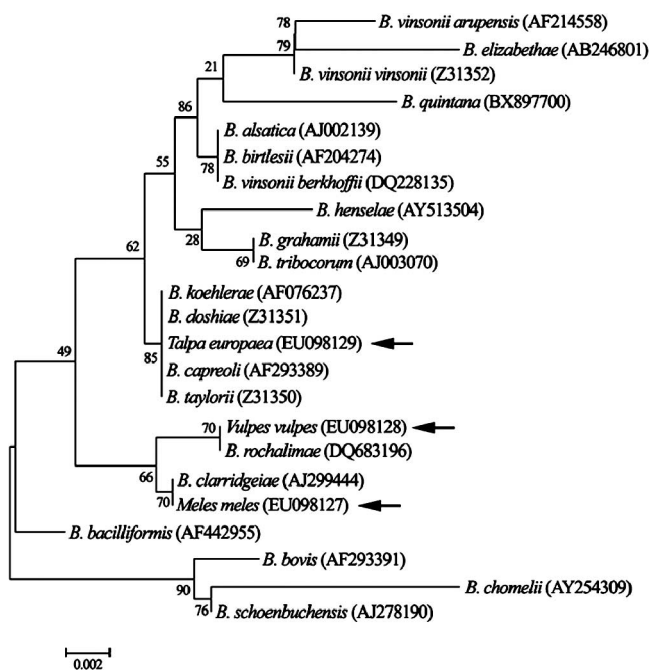 78
B. vinsonii arupensis (AF214558)
79
B. elizabethae (AB246801)
B. vinsonii vinsonii (Z31352)
21
B. quintana (BX897700)
86
B. alsatica (AJ002139)
B. birtlesii (AF204274)
78
B. vinsonii berkhoffii (DQ228135)
55
B. henselae (AY513504)
28
B. grahamii (Z31349)
69
B. tribocorum (AJ003070)
62
B. koehlerae (AF076237)
B. doshiae (Z31351)
Talpa europaea (EU098129)
85
B. capreoli (AF293389)
B. taylorii (Z31350)
49
70
Vulpes vulpes (EU098128)
B. rochalimae (DQ683196)
66
B. clarridgeiae (AJ299444)
70
Meles meles (EU098127)
B. bacilliformis (AF442955)
B. bovis (AF293391)
90
B. chomelii (AY254309)
76
B. schoenbuchensis (AJ278190)
0.002